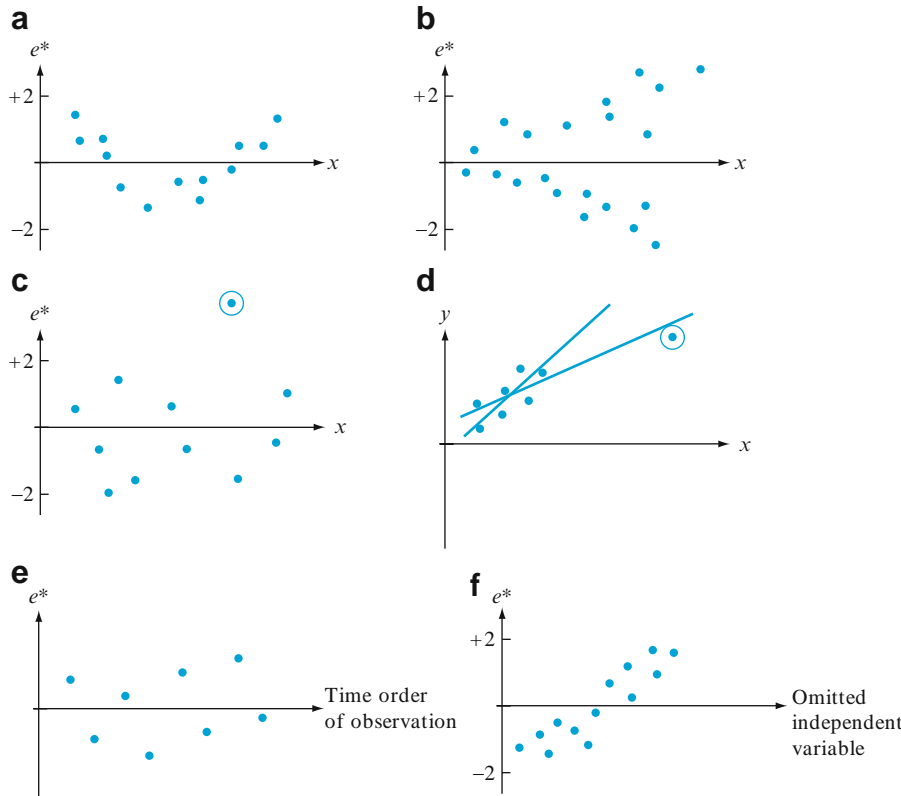 a
e*
+2
x
−2
b
e*
+2
x
−2
c
e*
+2
x
−2
d
y
x
e
e*
Time order
of observation
f
e*
+2
Omitted
independent
variable
−2